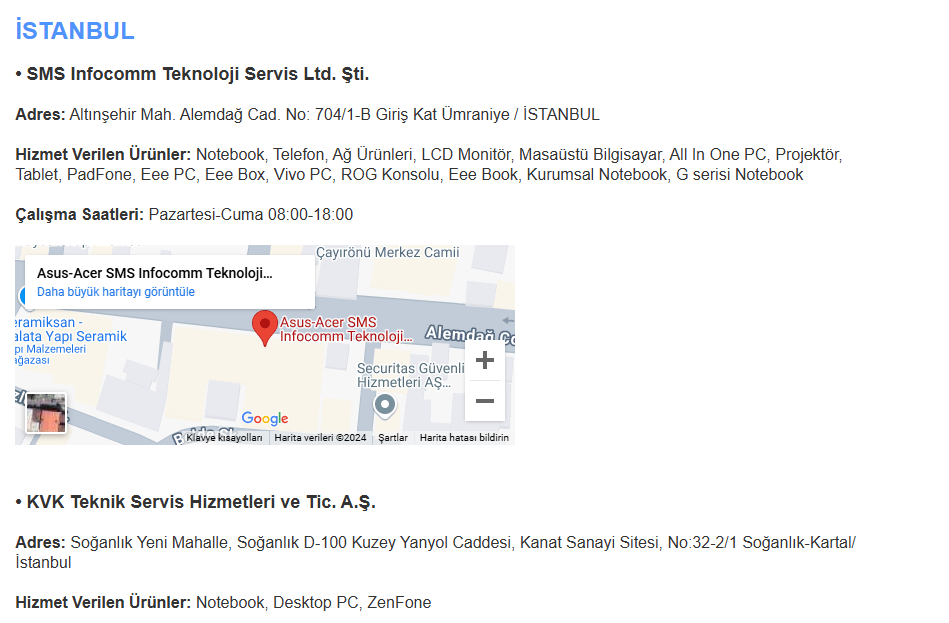 İSTANBUL
• SMS Infocomm Teknoloji Servis Ltd. Şti.
Adres: Altınşehir Mah. Alemdağ Cad. No: 704/1-B Giriş Kat Ümraniye / İSTANBUL
Hizmet Verilen Ürünler: Notebook, Telefon, Ağ Ürünleri, LCD Monitör, Masaüstü Bilgisayar, All In One PC, Projektör,
Tablet, PadFone, Eee PC, Eee Box, Vivo PC, ROG Konsolu, Eee Book, Kurumsal Notebook, G serisi Notebook
Çalışma Saatleri: Pazartesi-Cuma 08:00-18:00
Çayırönü Merkez Camii
Asus-Acer SMS Infocomm Teknoloji...
Daha büyük haritayı görüntüle
eramiksan -
alata Yapı Seramik
pı Malzemeleri
ağazası
Asus-Acer SMS
Infocomm Teknoloji...
Alemdağ C
Securitas Güvenli
Hizmetleri AŞ...
Google
Klavye kısayolları
Harita verileri ©2024
Şartlar
Harita hatası bildirin
• KVK Teknik Servis Hizmetleri ve Tic. A.Ş.
Adres: Soğanlık Yeni Mahalle, Soğanlık D-100 Kuzey Yanyol Caddesi, Kanat Sanayi Sitesi, No:32-2/1 Soğanlık-Kartal/
İstanbul
Hizmet Verilen Ürünler: Notebook, Desktop PC, ZenFone